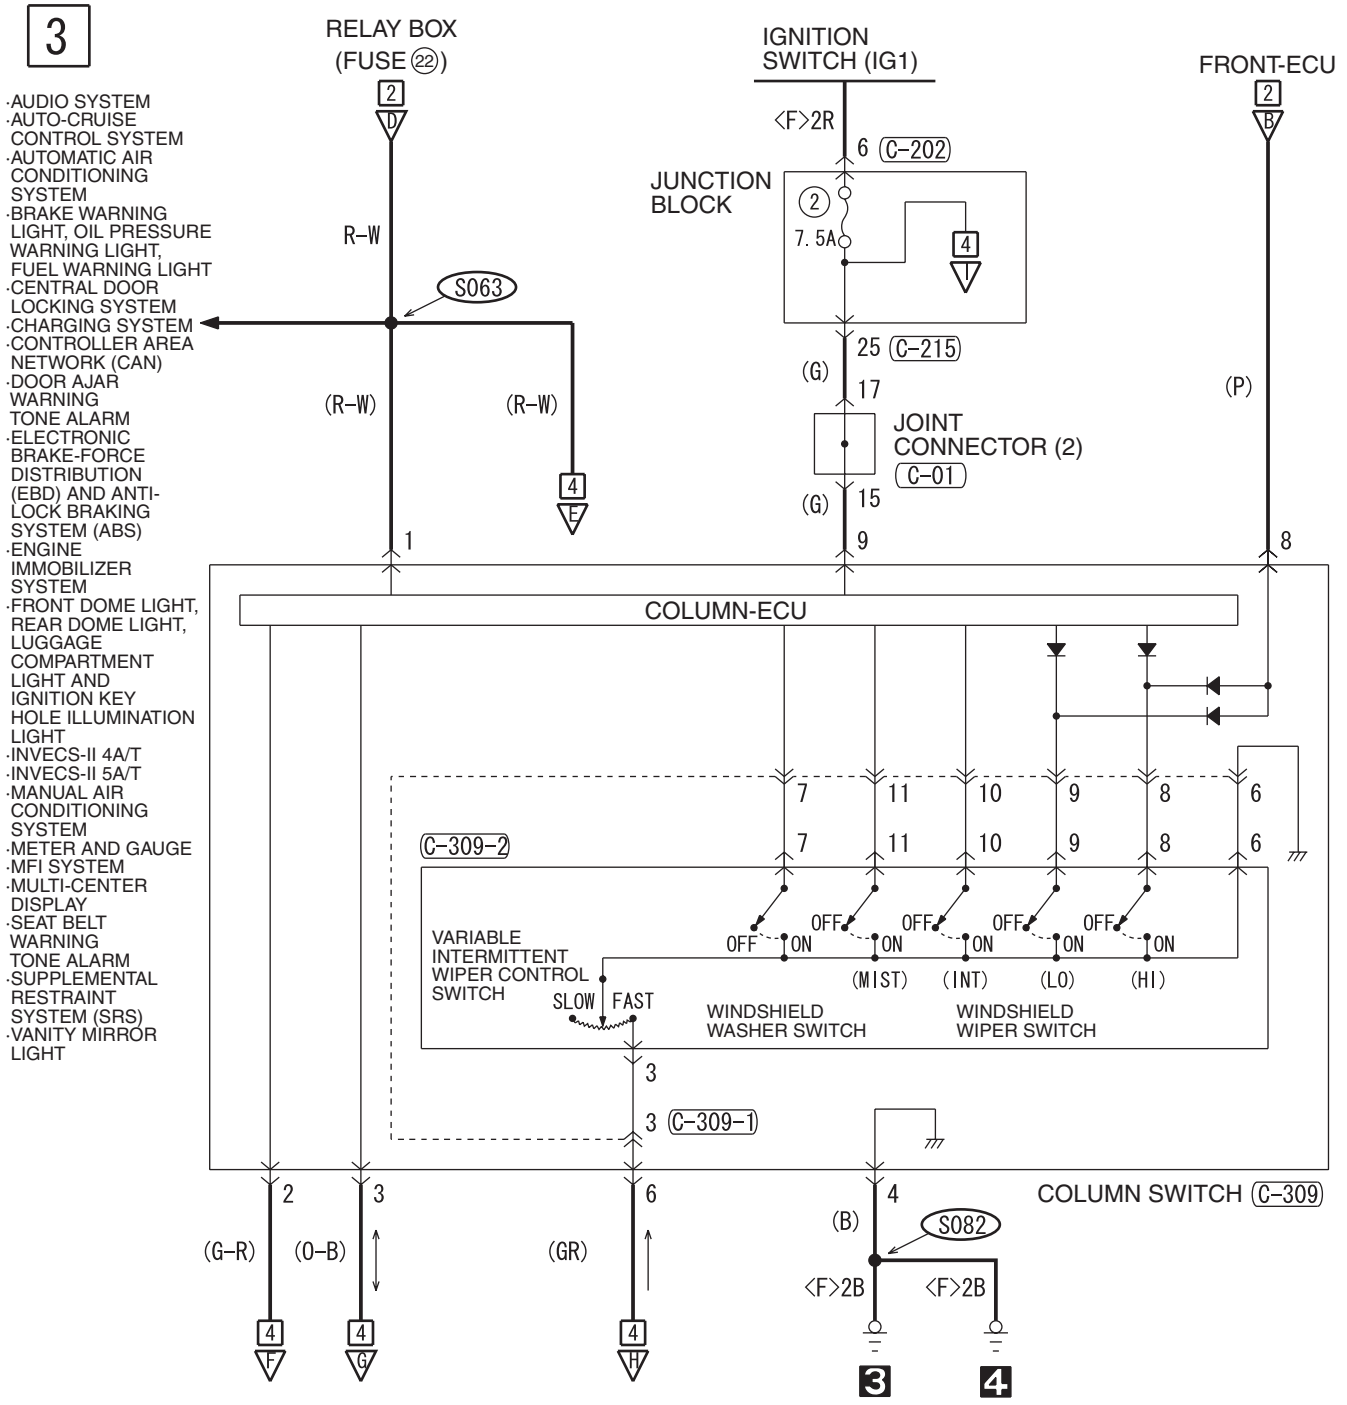 3
RELAY BOX
(FUSE 22)
2
D
IGNITION
SWITCH (IG1)
<F>2R
6 C-202
FRONT-ECU
2
B
·AUDIO SYSTEM
·AUTO-CRUISE
CONTROL SYSTEM
·AUTOMATIC AIR
CONDITIONING
SYSTEM
·BRAKE WARNING
LIGHT, OIL PRESSURE
WARNING LIGHT,
FUEL WARNING LIGHT
·CENTRAL DOOR
LOCKING SYSTEM
·CHARGING SYSTEM
·CONTROLLER AREA
NETWORK (CAN)
·DOOR AJAR
WARNING
TONE ALARM
·ELECTRONIC
BRAKE-FORCE
DISTRIBUTION
(EBD) AND ANTI-
LOCK BRAKING
SYSTEM (ABS)
·ENGINE
IMMOBILIZER
SYSTEM
·FRONT DOME LIGHT,
REAR DOME LIGHT,
LUGGAGE
COMPARTMENT
LIGHT AND
IGNITION KEY
HOLE ILLUMINATION
LIGHT
·INVECS-II 4A/T
·INVECS-II 5A/T
·MANUAL AIR
CONDITIONING
SYSTEM
·METER AND GAUGE
·MFI SYSTEM
·MULTI-CENTER
DISPLAY
·SEAT BELT
WARNING
TONE ALARM
·SUPPLEMENTAL
RESTRAINT
SYSTEM (SRS)
·VANITY MIRROR
LIGHT
R-W
S063
(R-W) (R-W)
4
E
1
JUNCTION
BLOCK
2
7.5A
4
I
25 C-215
(G)
17
JOINT
CONNECTOR (2)
C-01
(G) 15
9
(P)
8
COLUMN-ECU
7 11 10 9 8 6
C-309-2
7 11 10 9 8 6
VARIABLE
INTERMITTENT
WIPER CONTROL
SWITCH
SLOW FAST
OFF ON
OFF ON
OFF ON
OFF ON
OFF ON
(MIST) (INT) (LO) (HI)
WINDSHIELD
WASHER SWITCH
WINDSHIELD
WIPER SWITCH
3
3 C-309-1
2 3 6 4
COLUMN SWITCH C-309
(G-R) (O-B) (GR) (B)
S082
<F>2B <F>2B
4 4 4
F G H
3 4